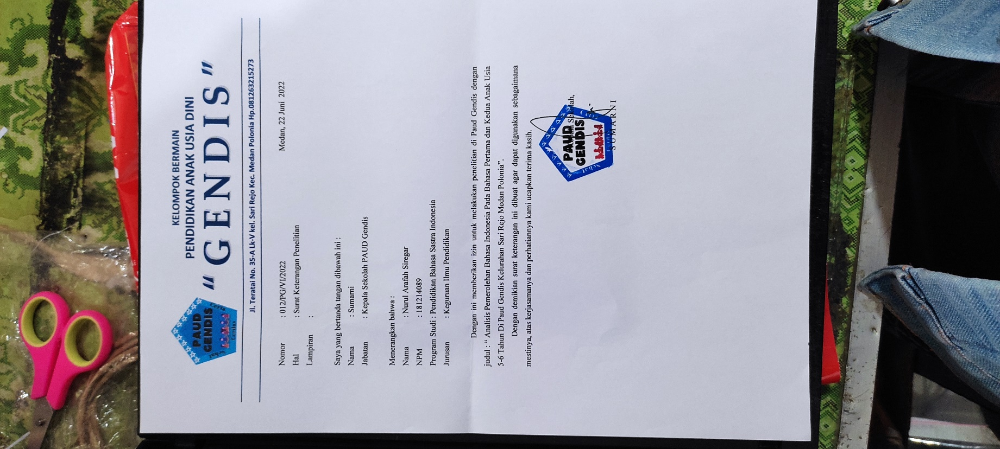 KELOMPOK BERMAIN
PENDIDIKAN ANAK USIA DINI
“ GENDIS ”
PAUD
GENDIS
Ceria
Cerdas
Jl. Teratai No. 35-A Lk-V kel. Sari Rejo Kec. Medan Polonia Hp.081263215273
Medan, 22 Juni 2022
Nomor : 012/PG/VI/2022
Hal : Surat Keterangan Penelitian
Lampiran :
Saya yang bertanda tangan dibawah ini :
Nama : Sumarni
Jabatan : Kepala Sekolah PAUD Gendis
Menerangkan bahwa :
Nama : Nurul Arafah Siregar
NPM : 181214089
Program Studi : Pendidikan Bahasa Sastra Indonesia
Jurusan : Keguruan Ilmu Pendidikan
Dengan ini memberikan izin untuk melakukan penelitian di Paud Gendis dengan
judul : “ Analisis Pemerolehan Bahasa Indonesia Pada Bahasa Pertama dan Kedua Anak Usia
5-6 Tahun Di Paud Gendis Kelurahan Sari Rejo Medan Polonia”.
Dengan demikian surat keterangan ini dibuat agar dapat digunakan sebagaimana
mestinya, atas kerjasamanya dan perhatiannya kami ucapkan terima kasih.
PAUD
GENDIS
Sehat
SUMARNI